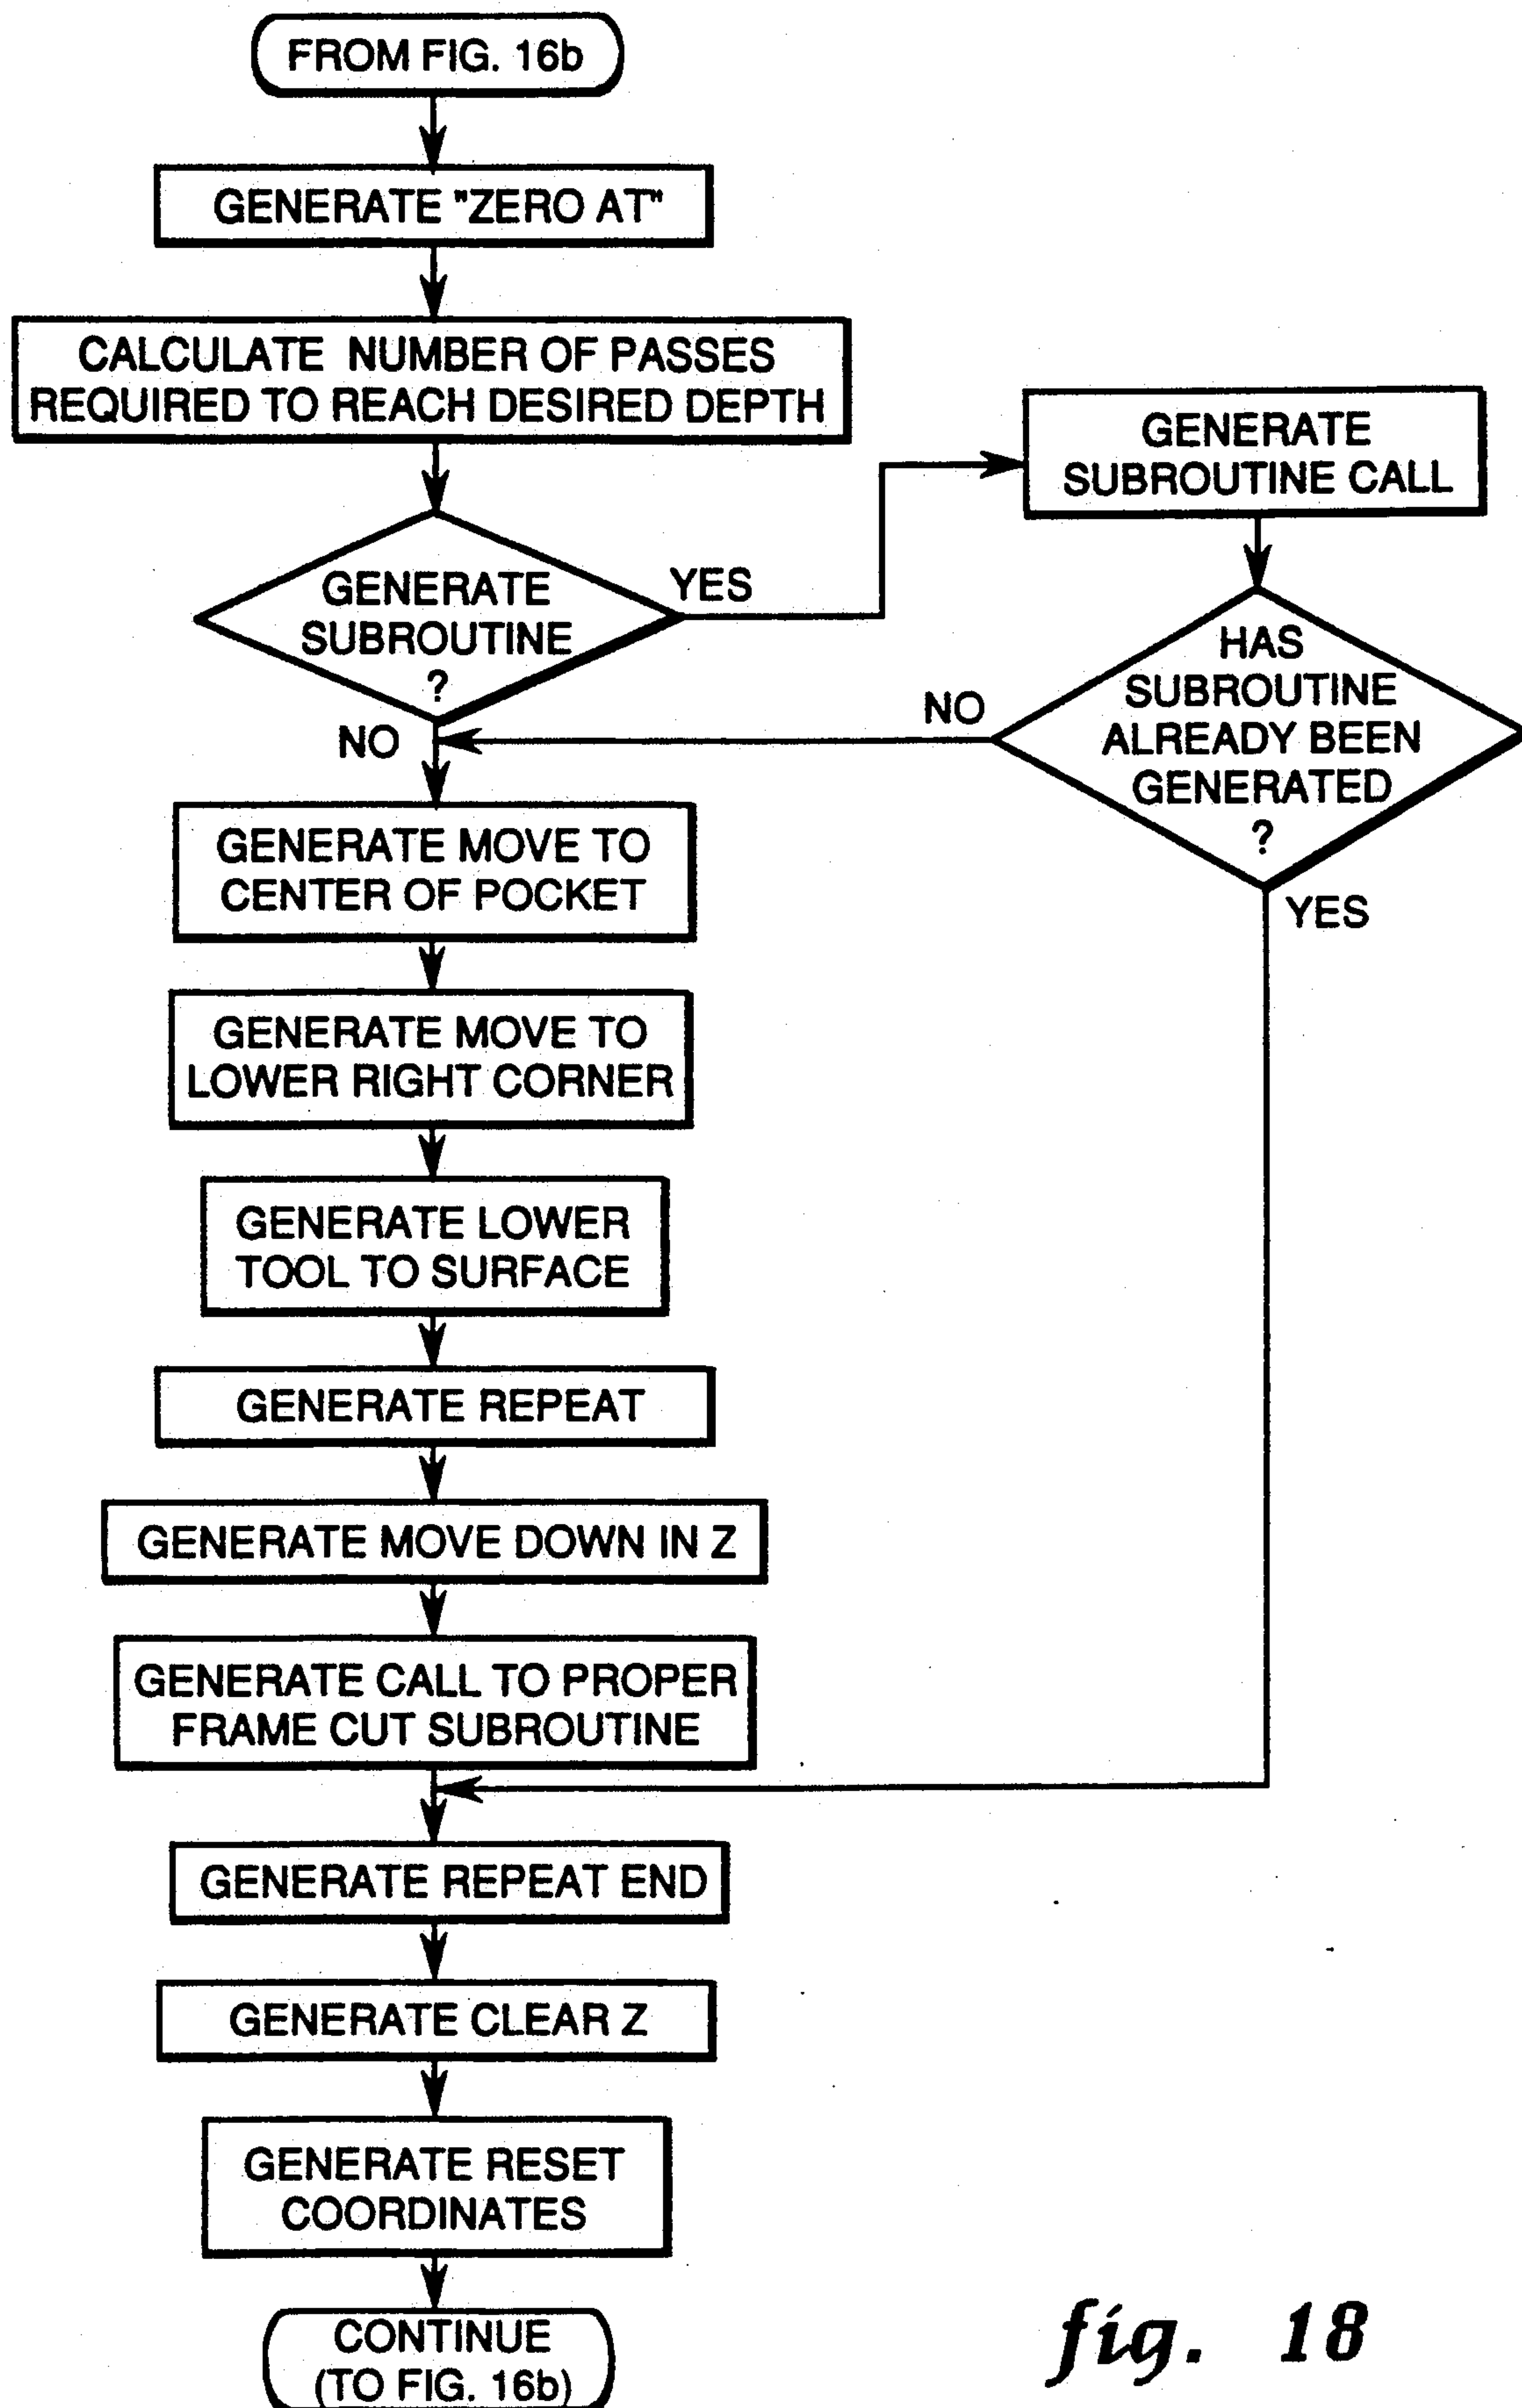 FROM FIG. 16b
GENERATE "ZERO AT"
CALCULATE NUMBER OF PASSES
REQUIRED TO REACH DESIRED DEPTH
GENERATE
SUBROUTINE
?
YES
NO
GENERATE
SUBROUTINE CALL
HAS
SUBROUTINE
ALREADY BEEN
GENERATED
?
NO
YES
GENERATE MOVE TO
CENTER OF POCKET
GENERATE MOVE TO
LOWER RIGHT CORNER
GENERATE LOWER
TOOL TO SURFACE
GENERATE REPEAT
GENERATE MOVE DOWN IN Z
GENERATE CALL TO PROPER
FRAME CUT SUBROUTINE
GENERATE REPEAT END
GENERATE CLEAR Z
GENERATE RESET
COORDINATES
CONTINUE
(TO FIG. 16b)
fig. 18